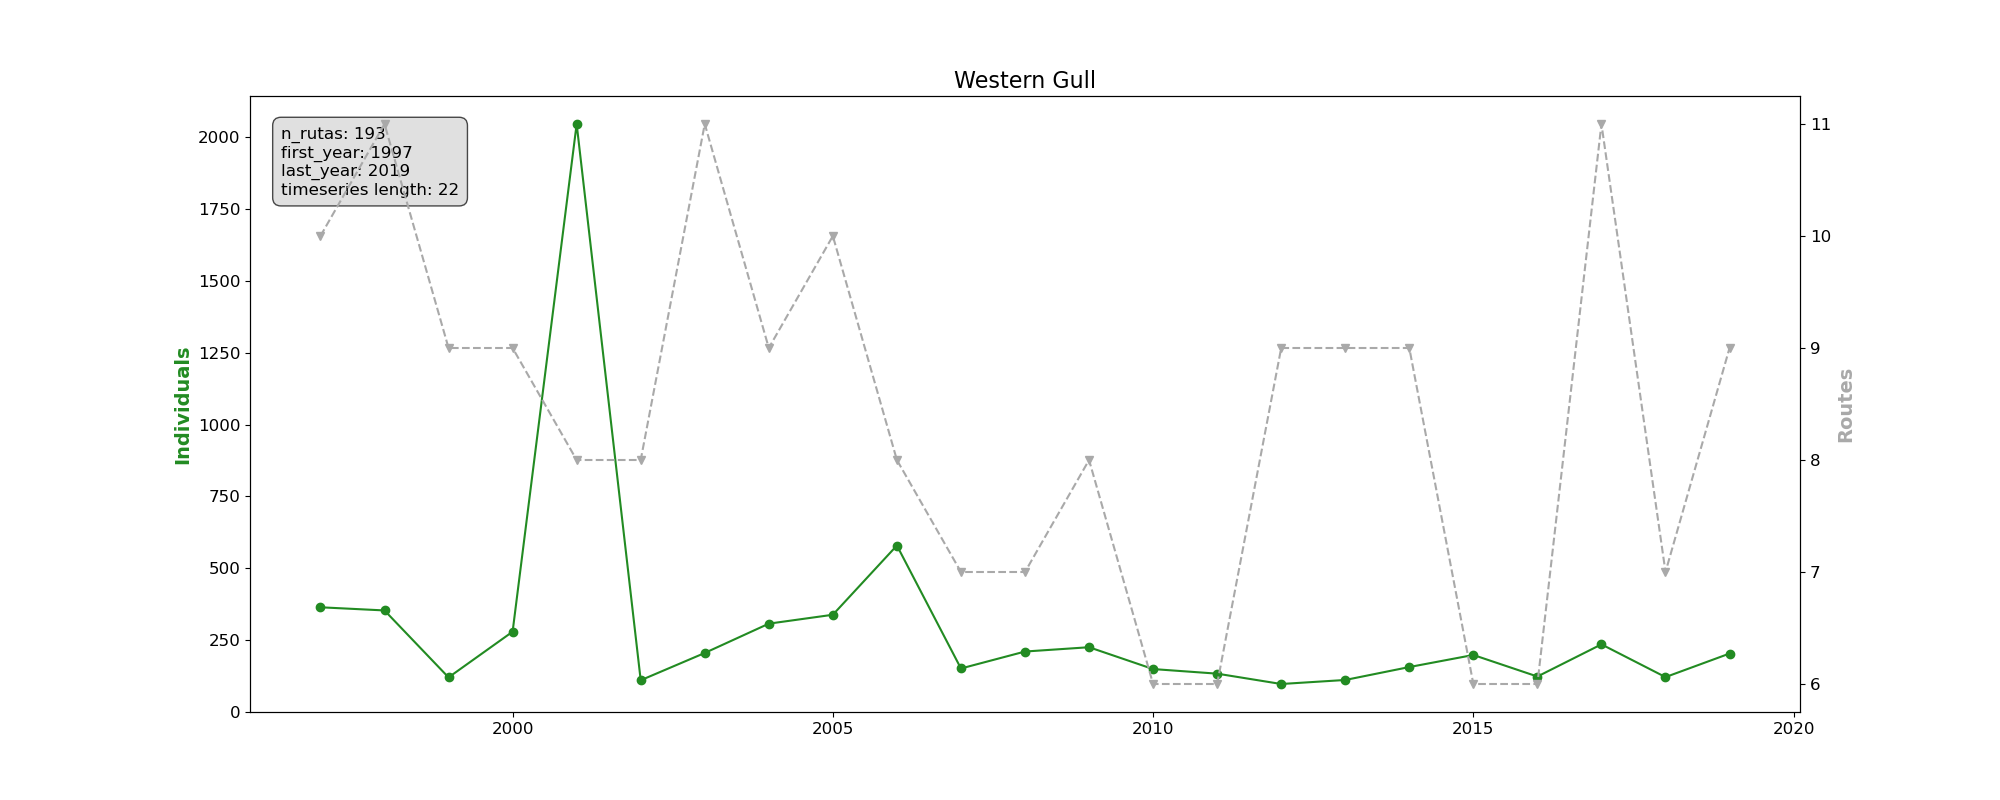 Western Gull
n_rutas: 193
first_year: 1997
last_year: 2019
timeseries length: 22
Individuals
2000
1750
1500
1250
1000
750
500
250
0
2000
2005
2010
2015
2020
11
10
9
8
7
6
Routes